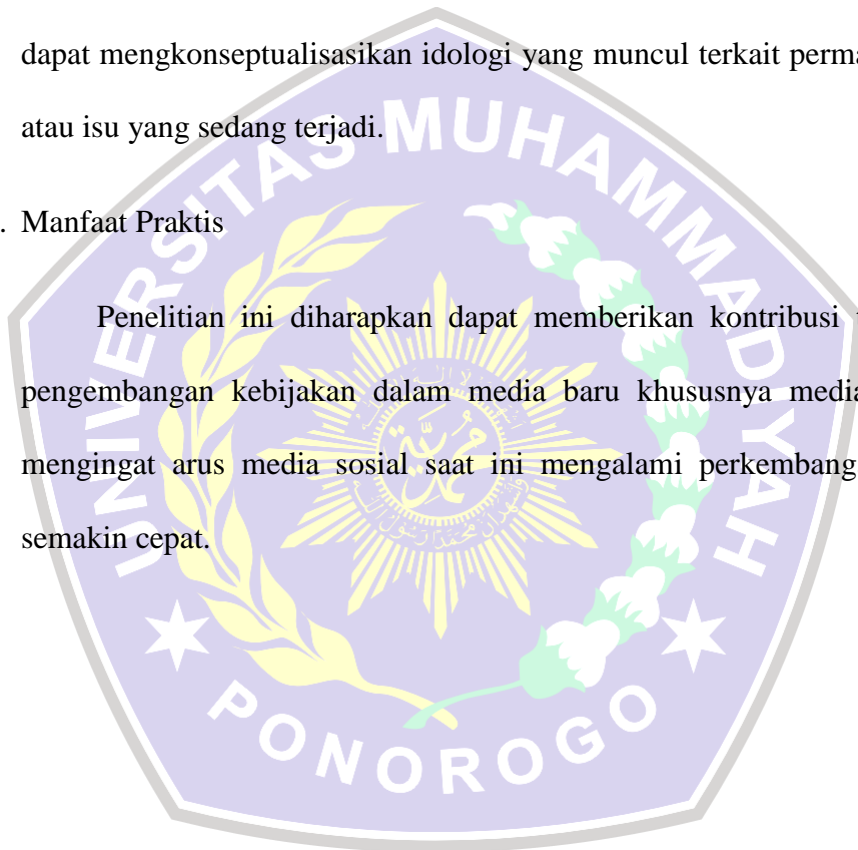 dapat mengkonseptualisasikan idologi yang muncul terkait
atau isu yang sedang terjadi.
. Manfaat Praktis
Penelitian ini diharapkan dapat memberikan kontribusi
pengembangan kebijakan dalam media baru khususnya media
mengingat arus media sosial saat ini mengalami
semakin cepat.
UNIVERSITAS MUHAMMADIYAH
PONOROGO